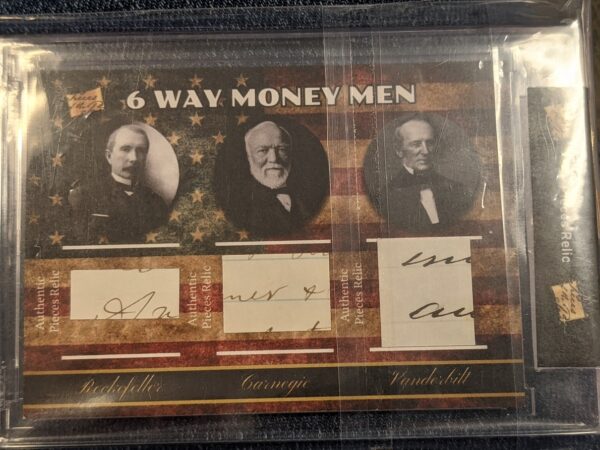 6 WAY MONEY MEN
Authentic
Pieces Relic
Authentic
Pieces Relic
Authentic
Pieces Relic
Rockefeller
Carnegie
Vanderbilt
Relic